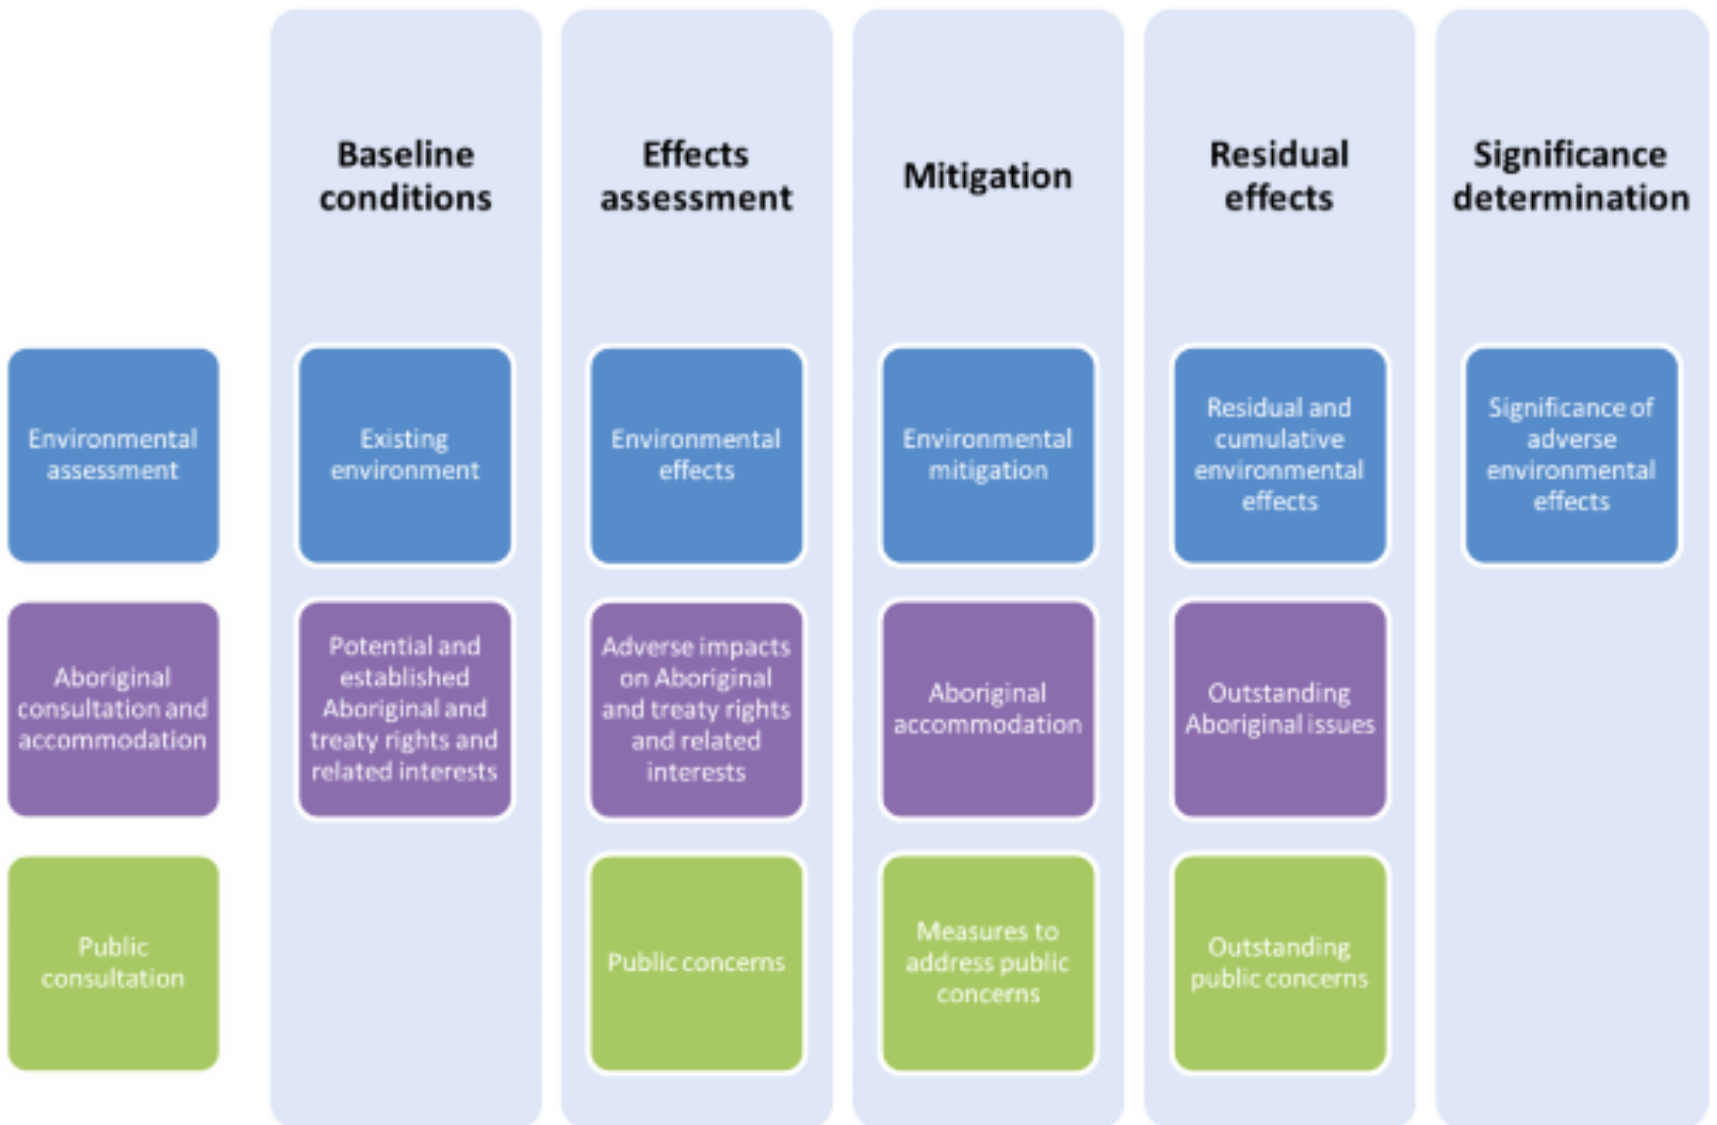 Baseline
conditions
Effects
assessment
Mitigation
Residual
effects
Significance
determination
Environmental
assessment
Existing
environment
Environmental
effects
Environmental
mitigation
Residual and
cumulative
environmental
effects
Significance of
adverse
environmental
effects
Aboriginal
consultation and
accommodation
Potential and
established
Aboriginal and
treaty rights and
related interests
Adverse impacts
on Aboriginal
and treaty rights
and related
interests
Aboriginal
accommodation
Outstanding
Aboriginal issues
Public
consultation
Public concerns
Measures to
address public
concerns
Outstanding
public concerns